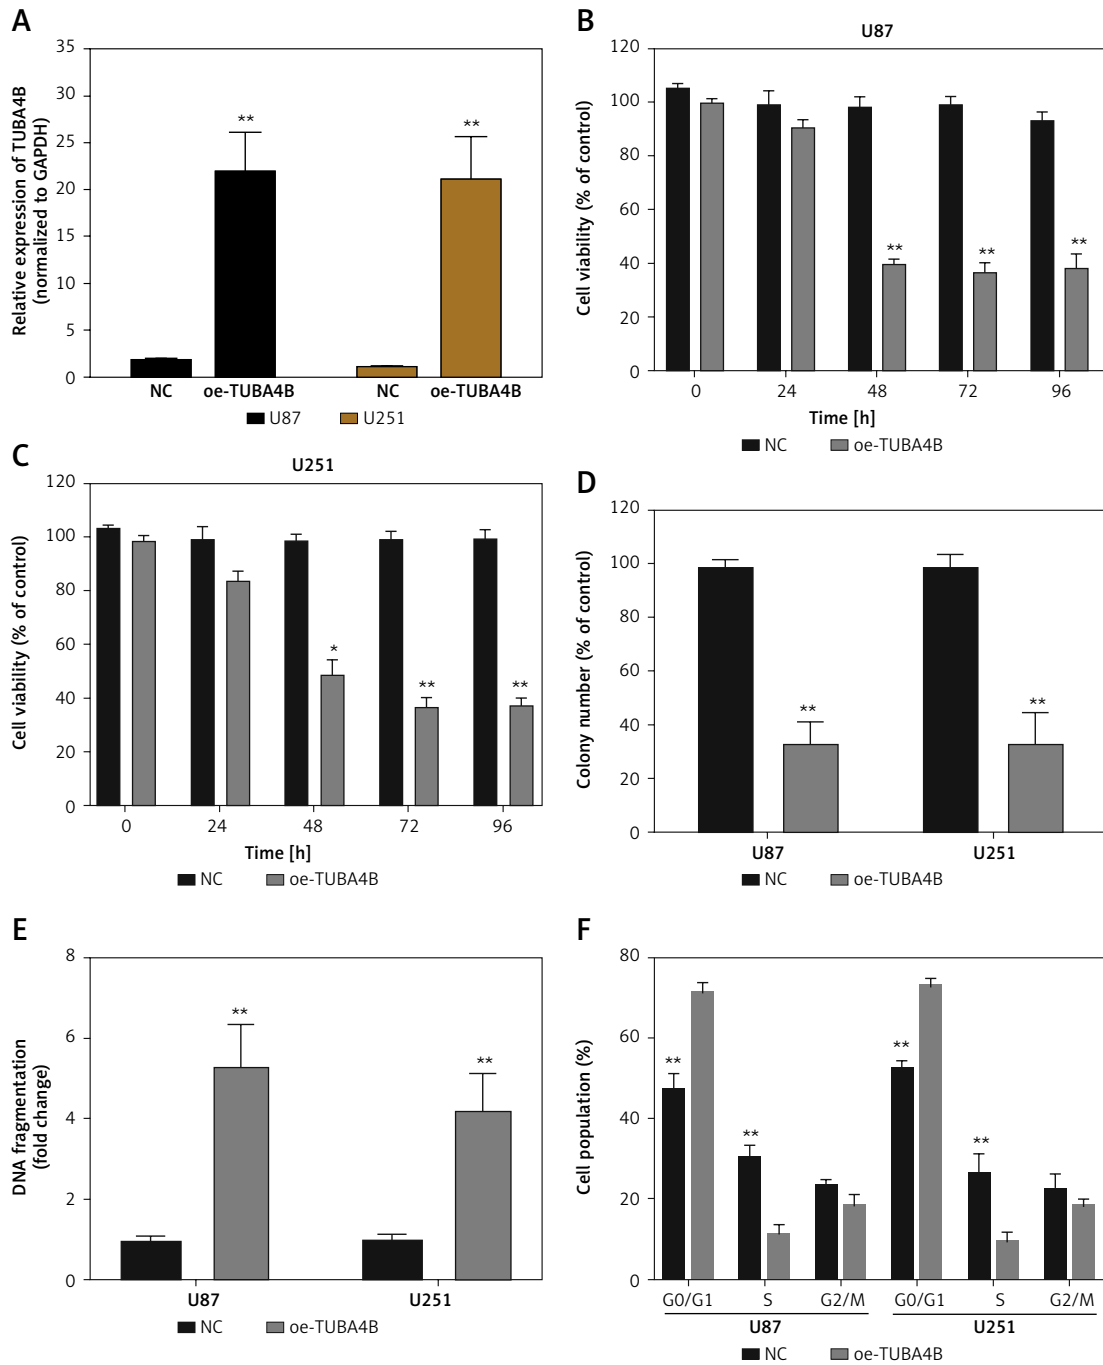 A
Relative expression of TUBA4B
(normalized to GAPDH)
35
30
25
20
15
10
5
0
**
**
NC oe-TUBA4B NC oe-TUBA4B
U87 U251
B
U87
Cell viability (% of control)
120
100
80
60
40
20
0
** ** **
0 24 48 72 96
Time [h]
NC oe-TUBA4B
C
U251
Cell viability (% of control)
120
100
80
60
40
20
0
* ** **
0 24 48 72 96
Time [h]
NC oe-TUBA4B
D
Colony number (% of control)
120
100
80
60
40
20
0
** **
U87 U251
NC oe-TUBA4B
E
DNA fragmentation
(fold change)
8
6
4
2
0
** **
U87 U251
NC oe-TUBA4B
F
Cell population (%)
80
60
40
20
0
** ** ** **
G0/G1 S G2/M G0/G1 S G2/M
U87 U251
NC oe-TUBA4B